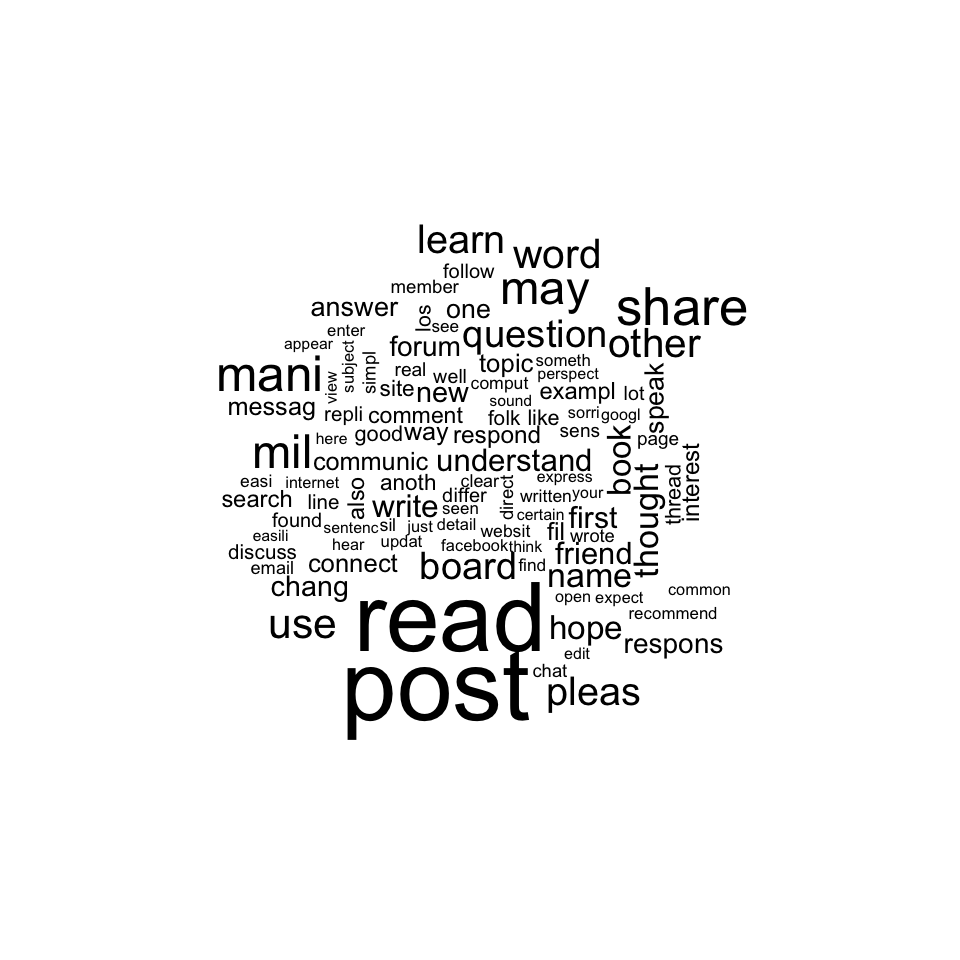 learn
word
follow
member
may
share
answer
los
one
see
question
other
enter
appear
forum
subject
simpl
topic
someth
mani
view
real
well
perspect
site
new
comput
exampl
lot
speak
messag
sound
repli
comment
folk
like
sorri
googl
here
good
way
respond
sens
book
page
mil
communic
understand
easi
internet
also
anoth
clear
express
thought
thread
interest
search
line
write
differ
seen
direct
written
your
found
sentenc
sil
just
detail
websit
certain
first
fil
wrote
easili
discuss
hear
updat
facebook
think
friend
email
connect
board
find
name
chang
open
expect
common
recommend
use
read
hope
respons
edit
post
chat
pleas